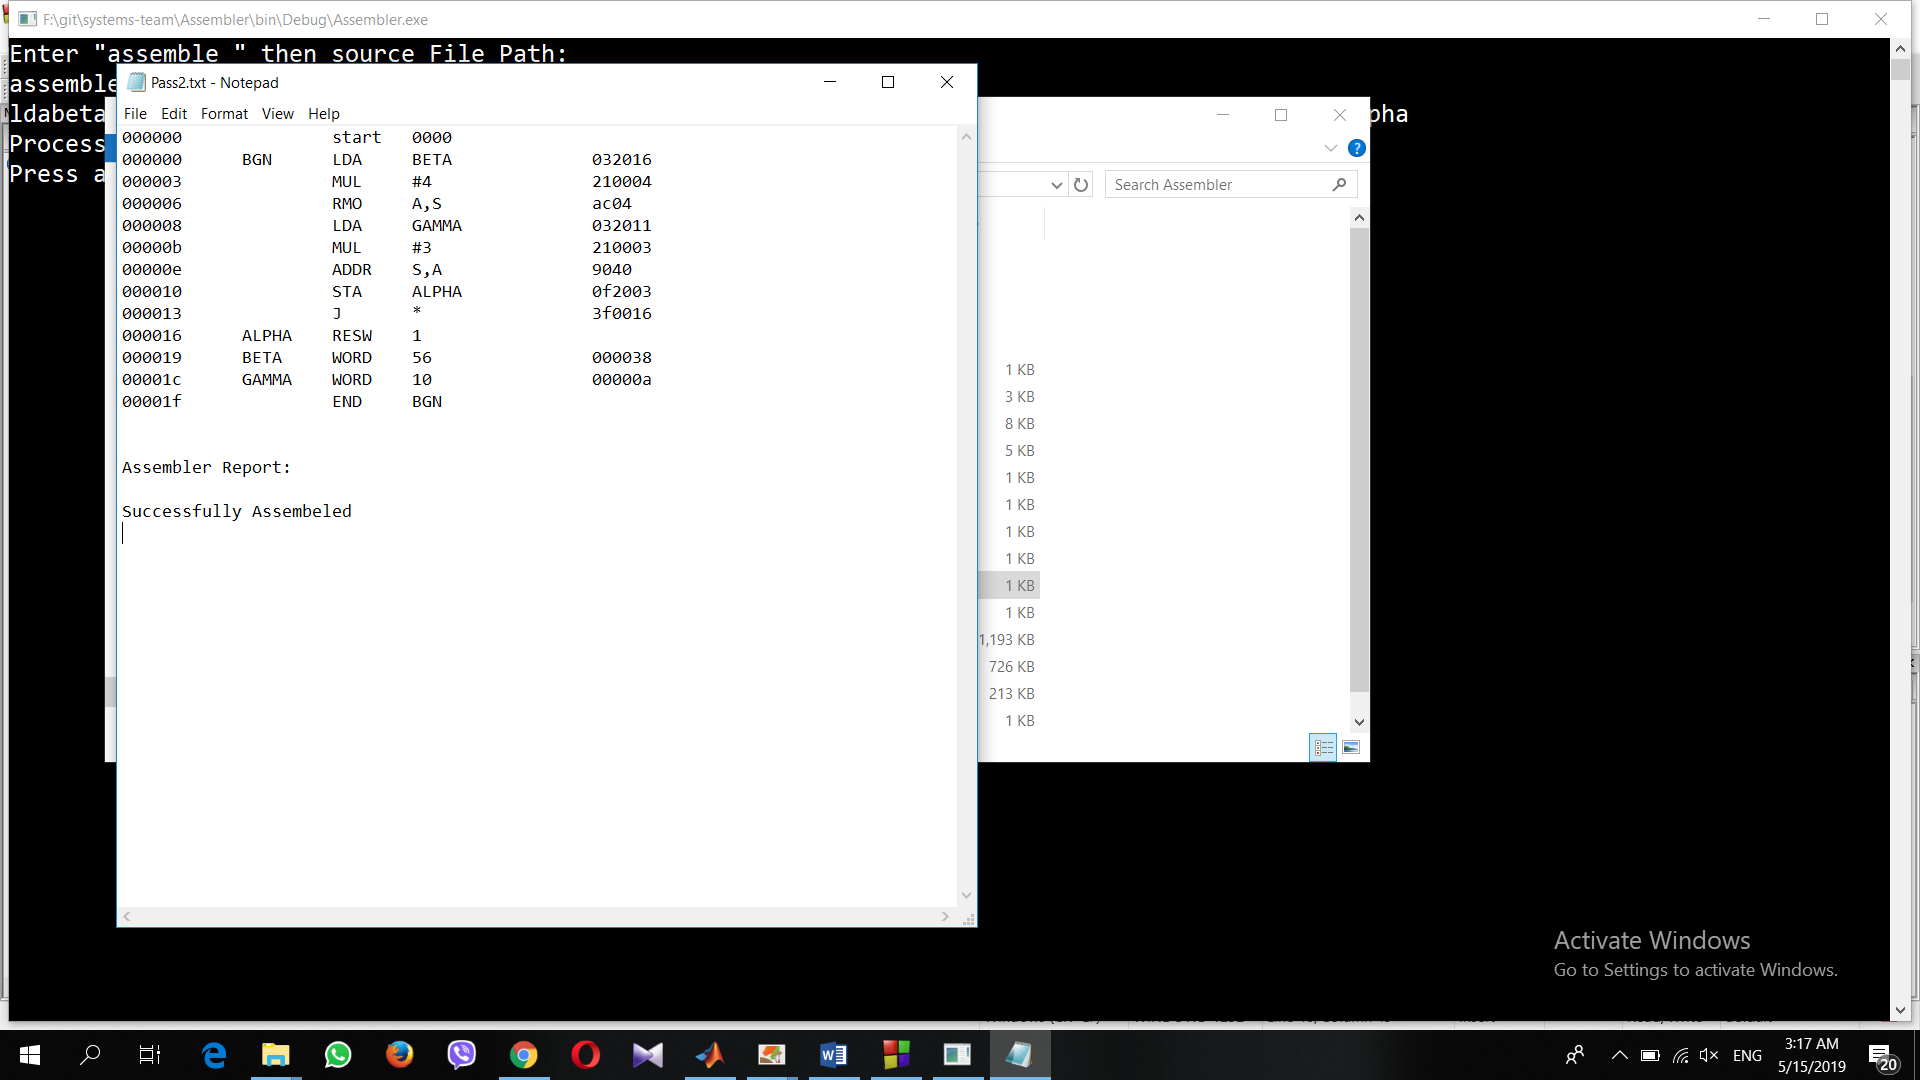 F:\git\systems-team\Assembler\bin\Debug\Assembler.exe
Enter "assemble " then source File Path:
assemble
ldabeta
pha
Process
Press a
Pass2.txt - Notepad
File Edit Format View Help
000000 start 0000
000000 BGN LDA BETA 032016
000003 MUL #4 210004
000006 RMO A,S ac04
000008 LDA GAMMA 032011
00000b MUL #3 210003
00000e ADDR S,A 9040
000010 STA ALPHA 0f2003
000013 J * 3f0016
000016 ALPHA RESW 1
000019 BETA WORD 56 000038
00001c GAMMA WORD 10 00000a
00001f END BGN
Assembler Report:
Successfully Assembeled
Search Assembler
1 KB
3 KB
8 KB
5 KB
1 KB
1 KB
1 KB
1 KB
1 KB
1 KB
1,193 KB
726 KB
213 KB
1 KB
Activate Windows
Go to Settings to activate Windows.
ENG
3:17 AM
5/15/2019
20